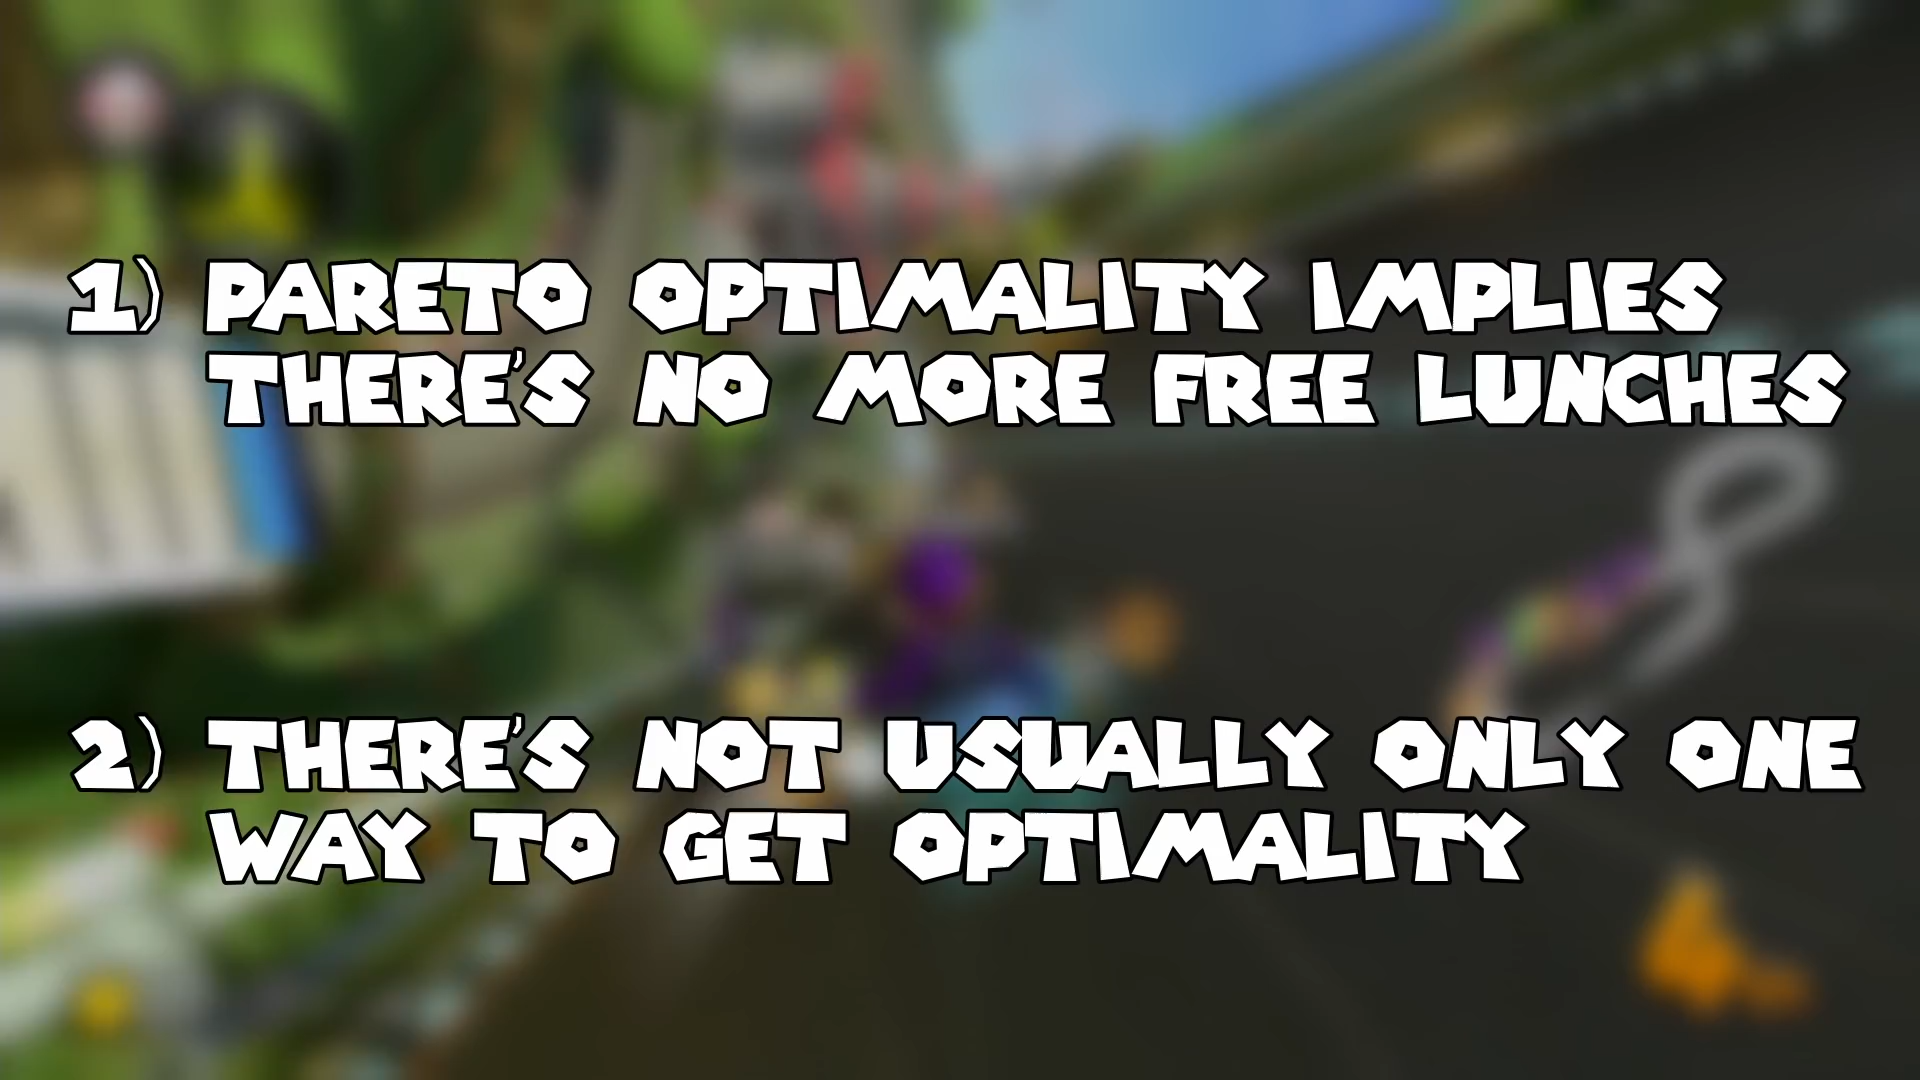 1) PARETO OPTIMALITY IMPLIES
THERE'S NO MORE FREE LUNCHES
2) THERE'S NOT USUALLY ONLY ONE
WAY TO GET OPTIMALITY